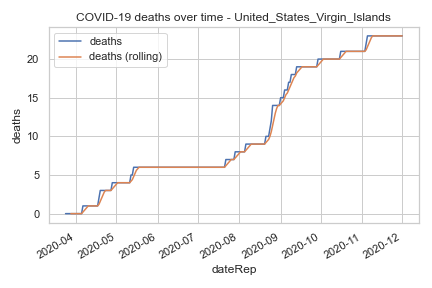 COVID-19 deaths over time - United_States_Virgin_Islands
deaths
deaths (rolling)
deaths
20
15
10
5
0
2020-04
2020-05
2020-06
2020-07
2020-08
2020-09
2020-10
2020-11
2020-12
dateRep